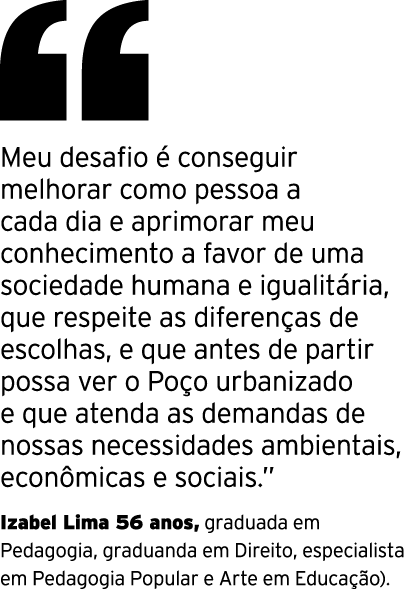 “
Meu desafio é conseguir
melhorar como pessoa a
cada dia e aprimorar meu
conhecimento a favor de uma
sociedade humana e igualitária,
que respeite as diferenças de
escolhas, e que antes de partir
possa ver o Poço urbanizado
e que atenda as demandas de
nossas necessidades ambientais,
econômicas e sociais.”
Izabel Lima 56 anos, graduada em
Pedagogia, graduanda em Direito, especialista
em Pedagogia Popular e Arte em Educação).